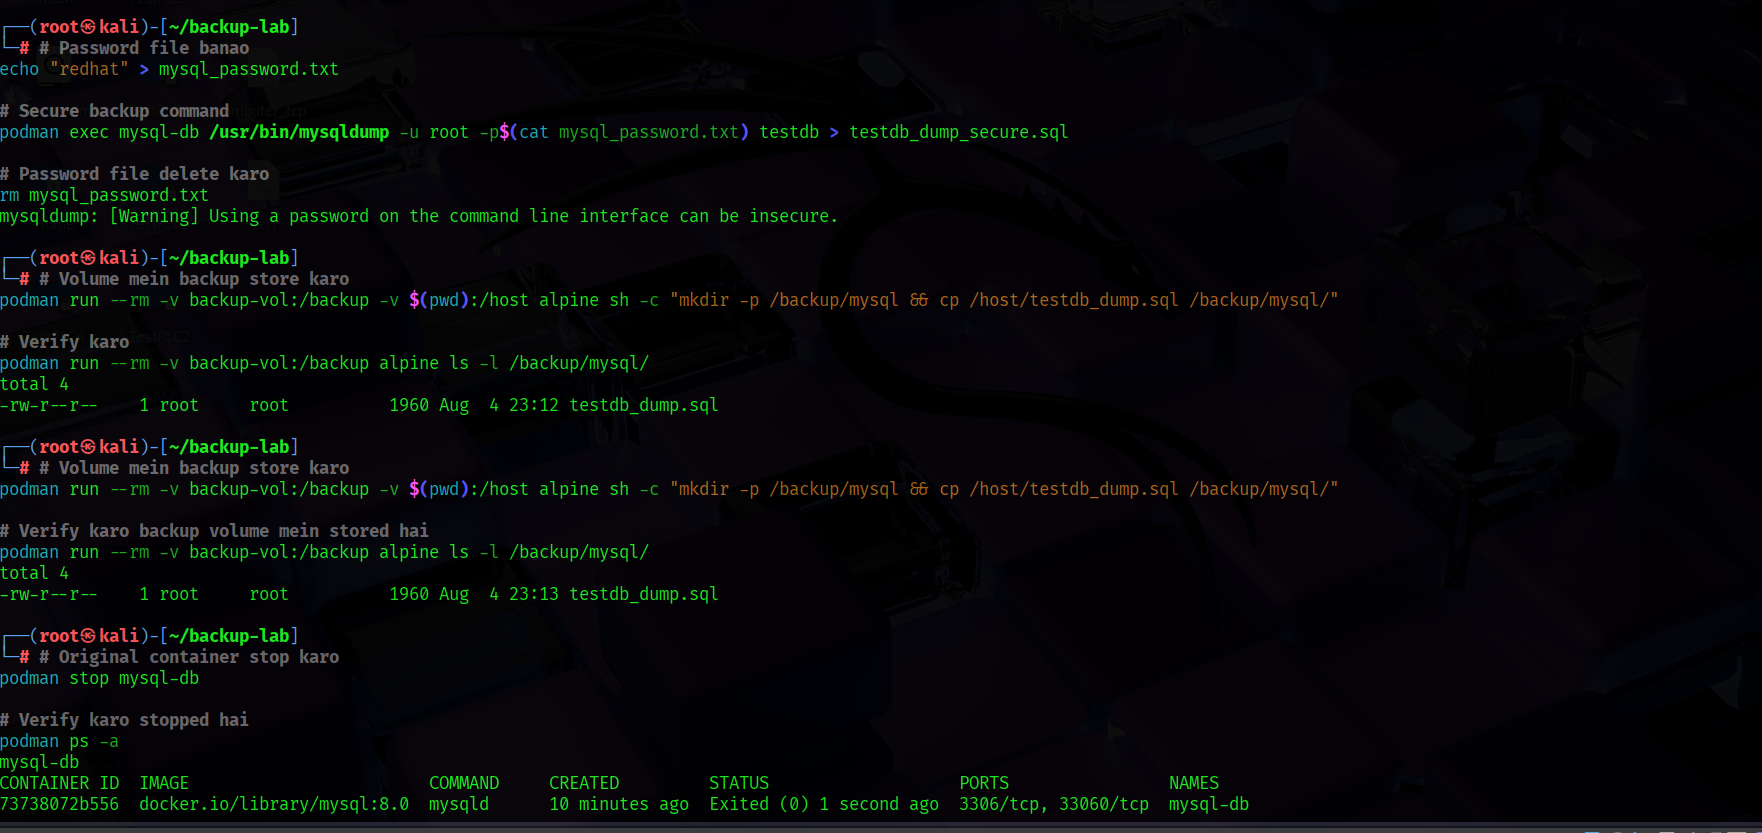 ┌──(root㉿kali)-[~/backup-lab]
└─# # Password file banao
echo "redhat" > mysql_password.txt
# Secure backup command
podman exec mysql-db /usr/bin/mysqldump -u root -p$(cat mysql_password.txt) testdb > testdb_dump_secure.sql
# Password file delete karo
rm mysql_password.txt
mysqldump: [Warning] Using a password on the command line interface can be insecure.
┌──(root㉿kali)-[~/backup-lab]
└─# # Volume mein backup store karo
podman run --rm -v backup-vol:/backup -v $(pwd):/host alpine sh -c "mkdir -p /backup/mysql && cp /host/testdb_dump.sql /backup/mysql/"
# Verify karo
podman run --rm -v backup-vol:/backup alpine ls -l /backup/mysql/
total 4
-rw-r--r--    1 root     root          1960 Aug  4 23:12 testdb_dump.sql
┌──(root㉿kali)-[~/backup-lab]
└─# # Volume mein backup store karo
podman run --rm -v backup-vol:/backup -v $(pwd):/host alpine sh -c "mkdir -p /backup/mysql && cp /host/testdb_dump.sql /backup/mysql/"
# Verify karo backup volume mein stored hai
podman run --rm -v backup-vol:/backup alpine ls -l /backup/mysql/
total 4
-rw-r--r--    1 root     root          1960 Aug  4 23:13 testdb_dump.sql
┌──(root㉿kali)-[~/backup-lab]
└─# # Original container stop karo
podman stop mysql-db
# Verify karo stopped hai
podman ps -a
mysql-db
CONTAINER ID  IMAGE                        COMMAND     CREATED         STATUS                   PORTS                NAMES
73738072b556  docker.io/library/mysql:8.0  mysqld      10 minutes ago  Exited (0) 1 second ago  3306/tcp, 33060/tcp  mysql-db